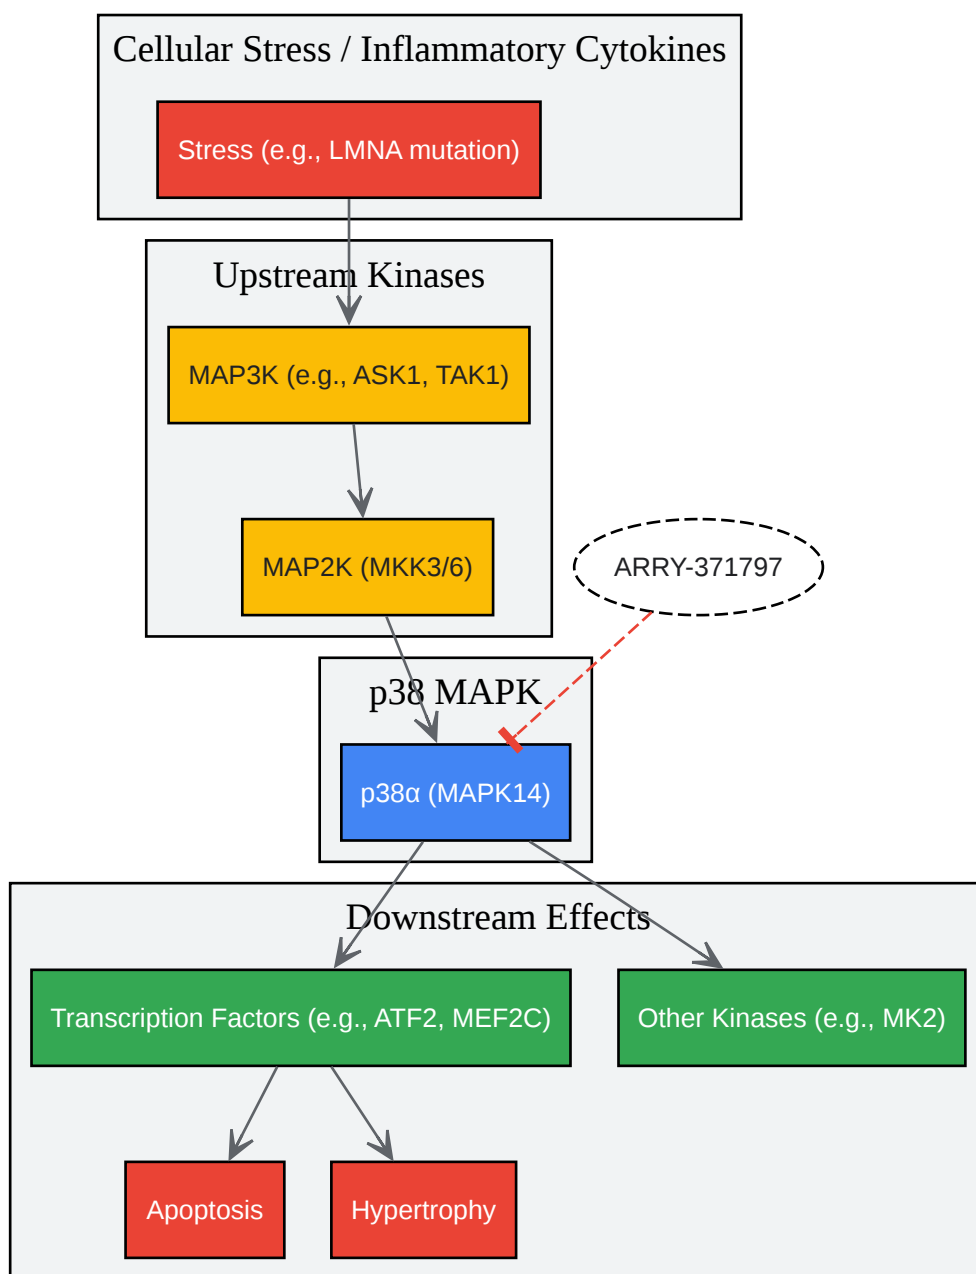 Cellular Stress / Inflammatory Cytokines
Stress (e.g., LMNA mutation)
Upstream Kinases
MAP3K (e.g., ASK1, TAK1)
MAP2K (MKK3/6)
ARRY-371797
p38 MAPK
p38α (MAPK14)
Downstream Effects
Transcription Factors (e.g., ATF2, MEF2C)
Other Kinases (e.g., MK2)
Apoptosis
Hypertrophy